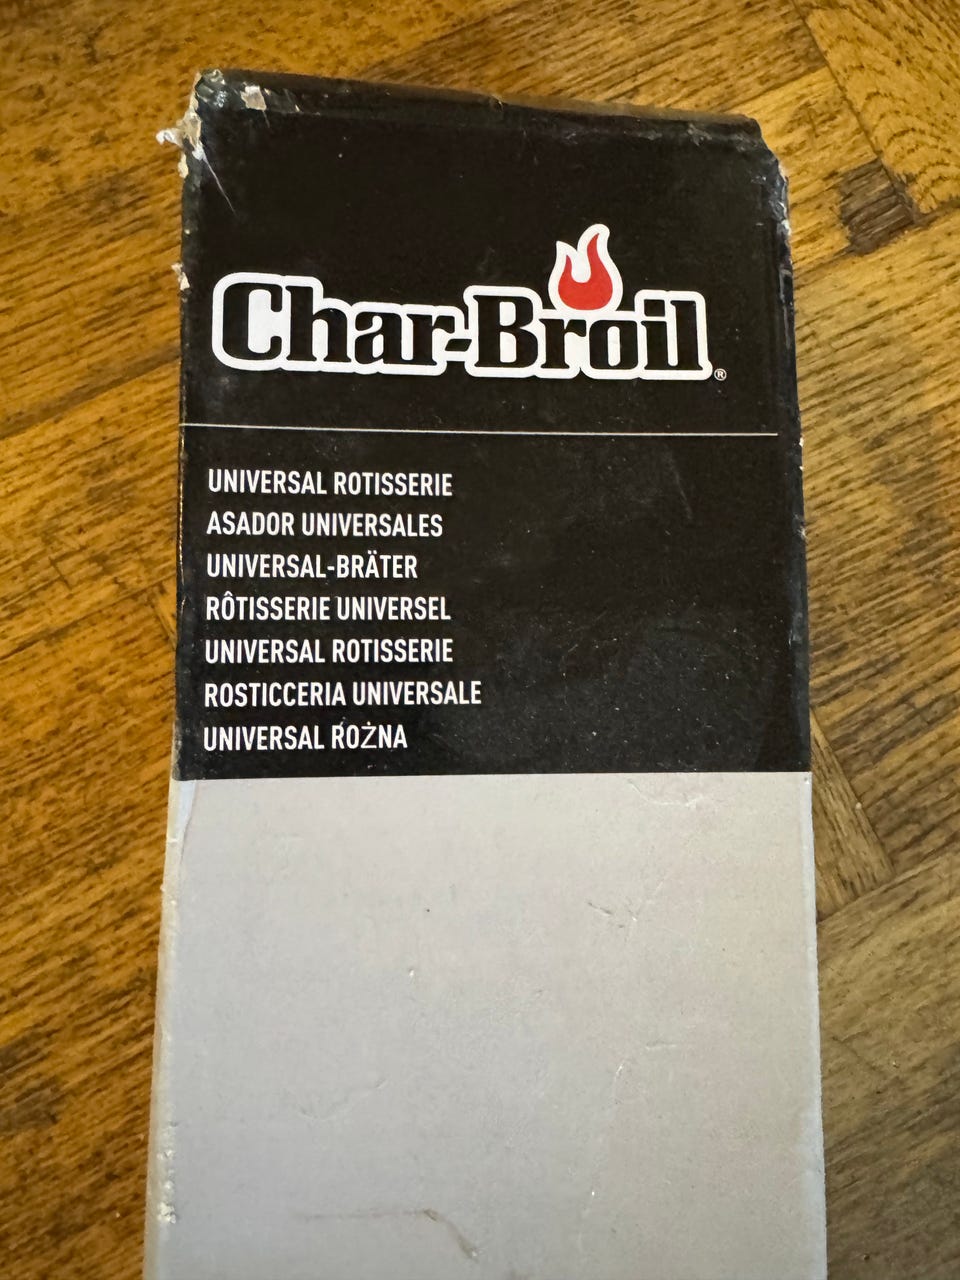 Char-Broil®
UNIVERSAL ROTISSERIE
ASADOR UNIVERSALES
UNIVERSAL-BRÄTER
RÔTISSERIE UNIVERSEL
UNIVERSAL ROTISSERIE
ROSTICCERIA UNIVERSALE
UNIVERSAL ROŻNA